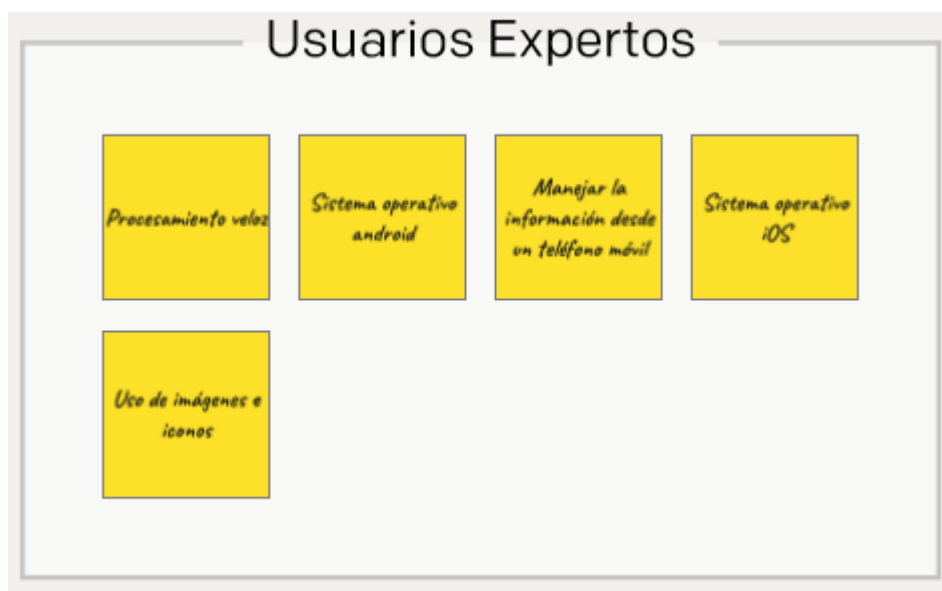 Usuarios Expertos
Procesamiento veloz
Sistema operativo
android
Manejar la
información desde
un teléfono móvil
Sistema operativo
iOS
Uso de imágenes e
iconos